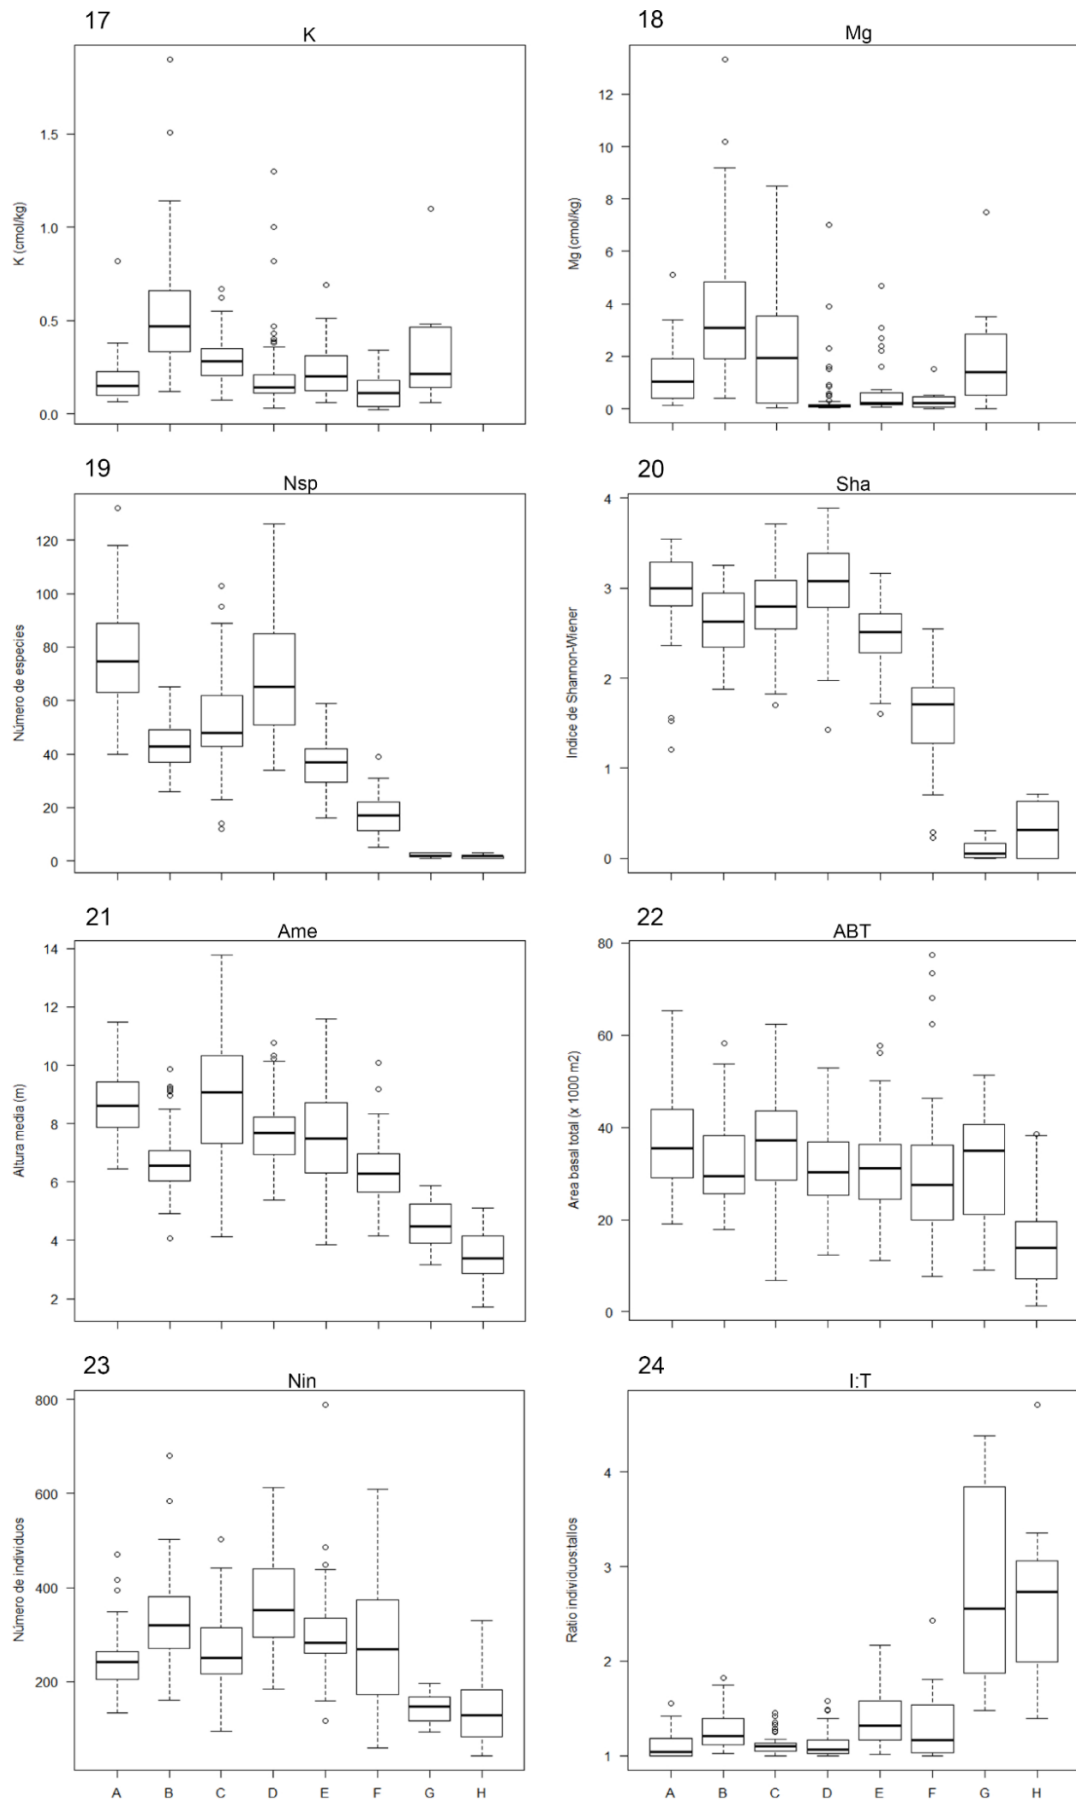 17
K
K (cmol/kg)
1.5
1.0
0.5
0.0
18
Mg
Mg (cmol/kg)
12
10
8
6
4
2
0
19
Nsp
Número de especies
120
100
80
60
40
20
0
20
Sha
Indice de Shannon-Wiener
4
3
2
1
0
21
Ame
Altura media (m)
14
12
10
8
6
4
2
22
ABT
Area basal total (x 1000 m2)
80
60
40
20
0
23
Nin
Número de individuos
800
600
400
200
A B C D E F G H
24
I:T
Ratio individuos:tallos
4
3
2
1
A B C D E F G H